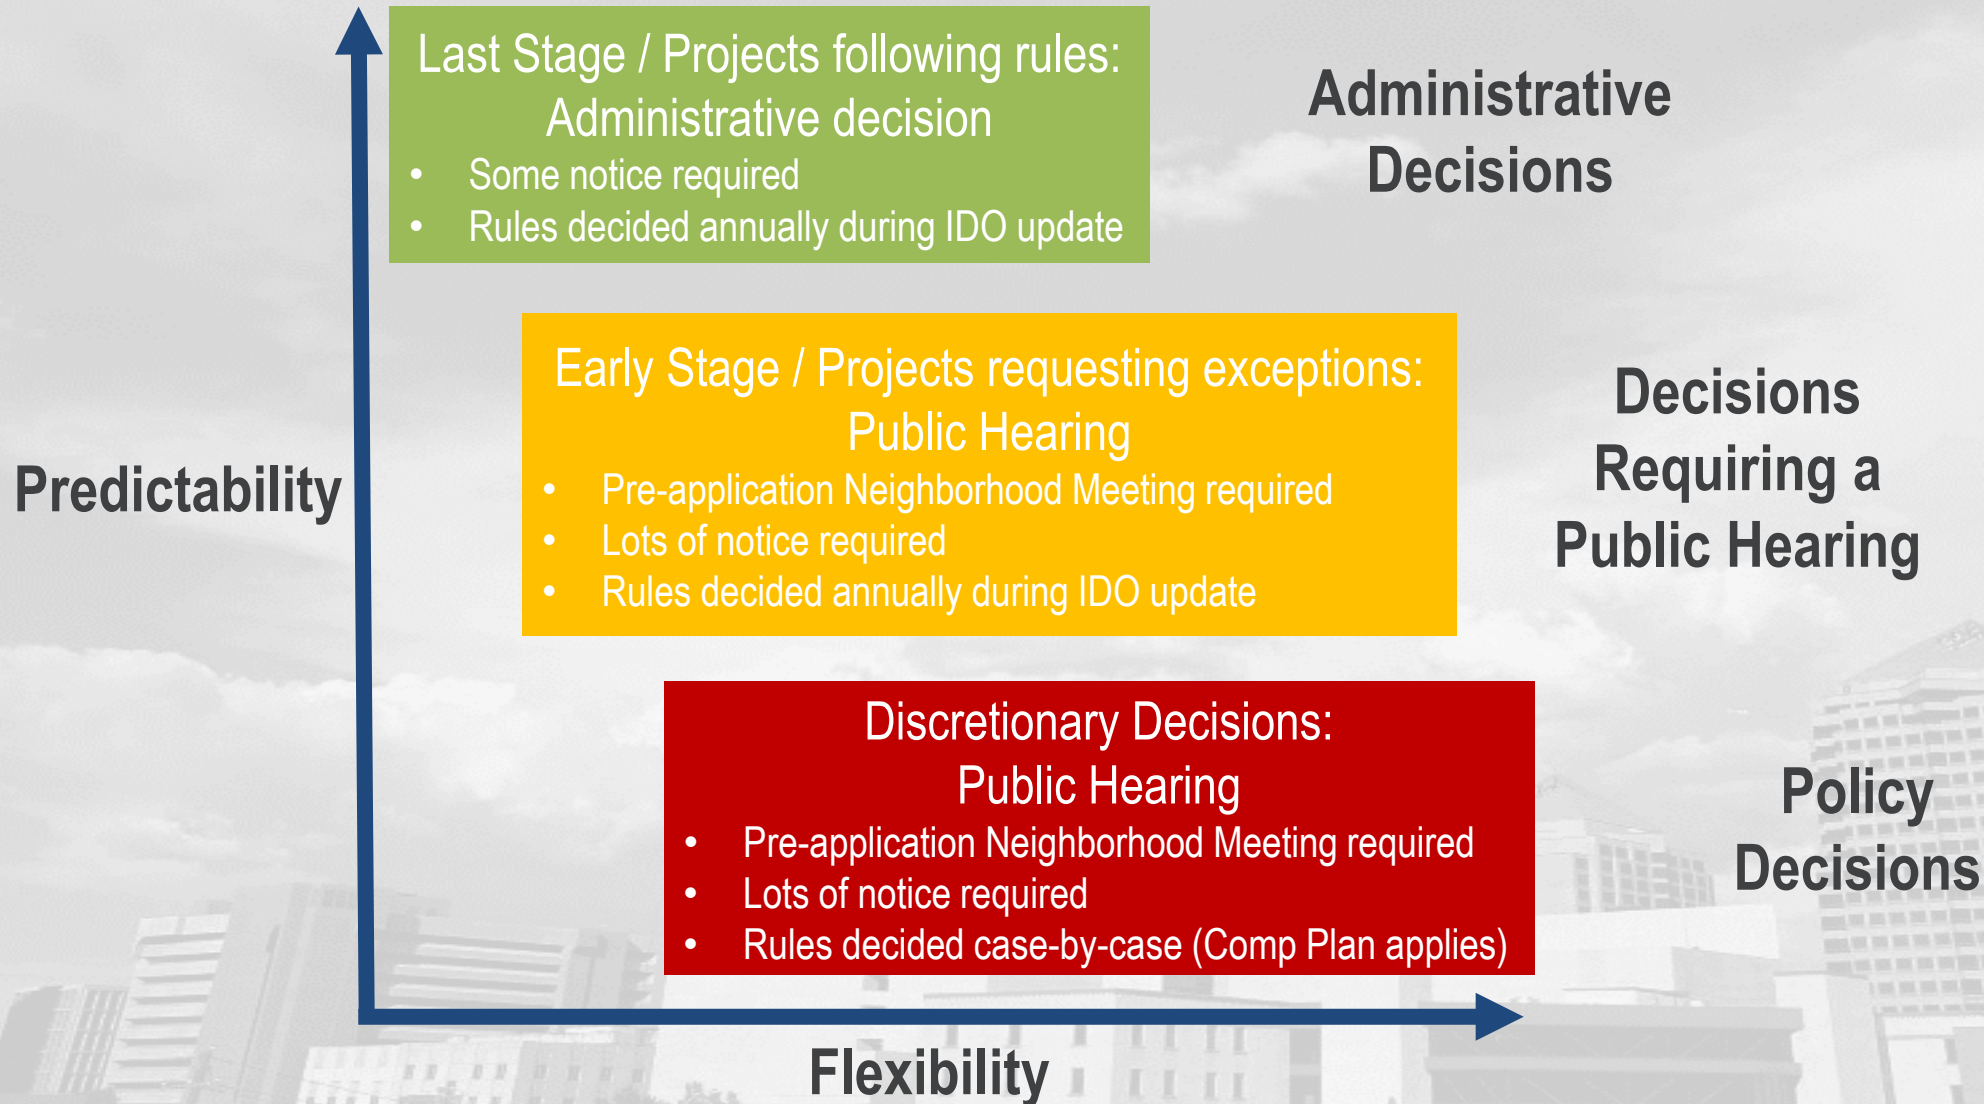 Last Stage / Projects following rules:
Administrative decision
• Some notice required
• Rules decided annually during IDO update
Administrative
Decisions
Early Stage / Projects requesting exceptions:
Public Hearing
• Pre-application Neighborhood Meeting required
• Lots of notice required
• Rules decided annually during IDO update
Decisions
Requiring a
Public Hearing
Predictability
Discretionary Decisions:
Public Hearing
• Pre-application Neighborhood Meeting required
• Lots of notice required
• Rules decided case-by-case (Comp Plan applies)
Policy
Decisions
Flexibility